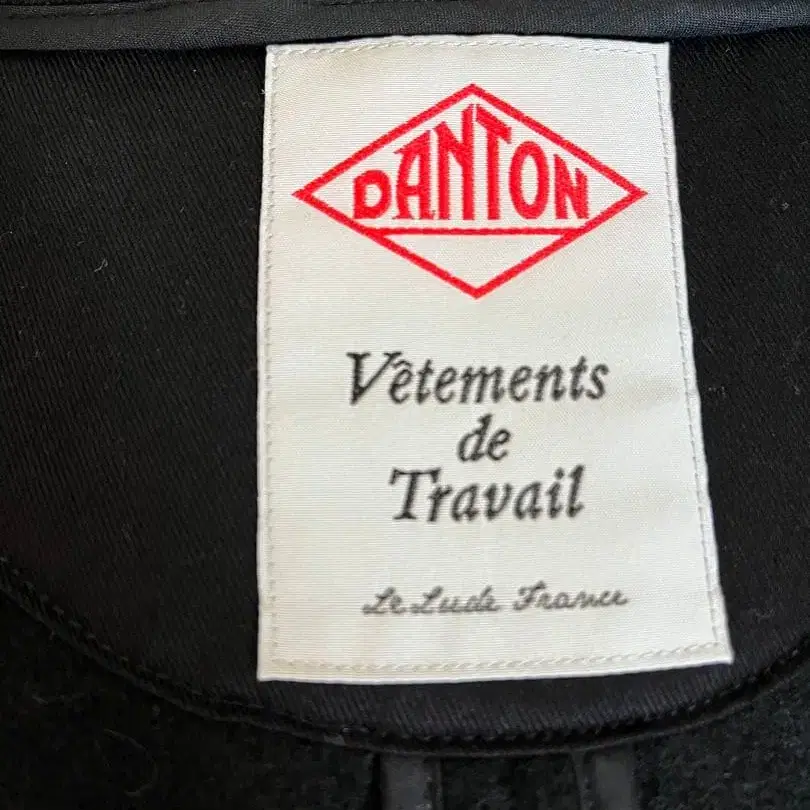 DANTON
Vêtements
de
Travail
Le Lude France